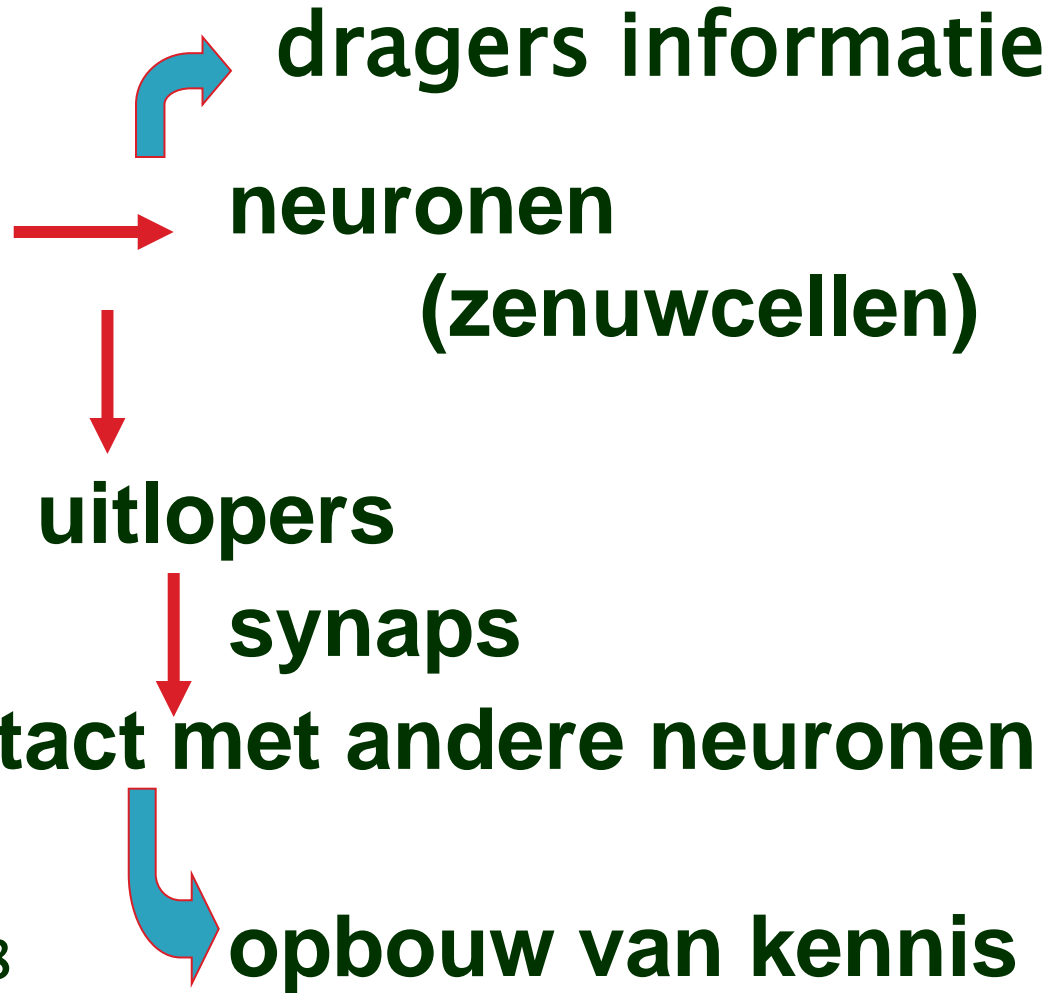 dragers informatie
neuronen
(zenuwcellen)
uitlopers
synaps
tact met andere neuronen
opbouw van kennis